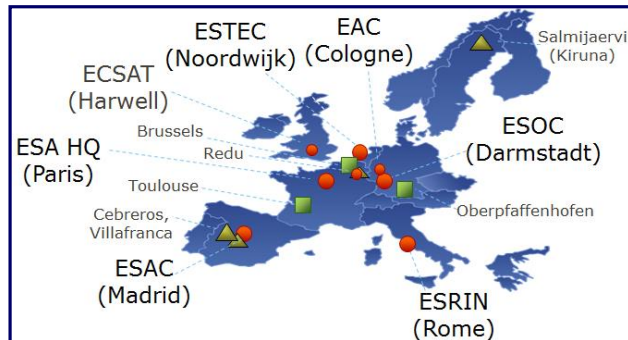 ESTEC
(Noordwijk)
EAC
(Cologne)
Salmijaervi
(Kiruna)
ECSAT
(Harwell)
Brussels
Redu
ESA HQ
(Paris)
ESOC
(Darmstadt)
Toulouse
Oberpfaffenhofen
Cebreros,
Villafranca
ESAC
(Madrid)
ESRIN
(Rome)